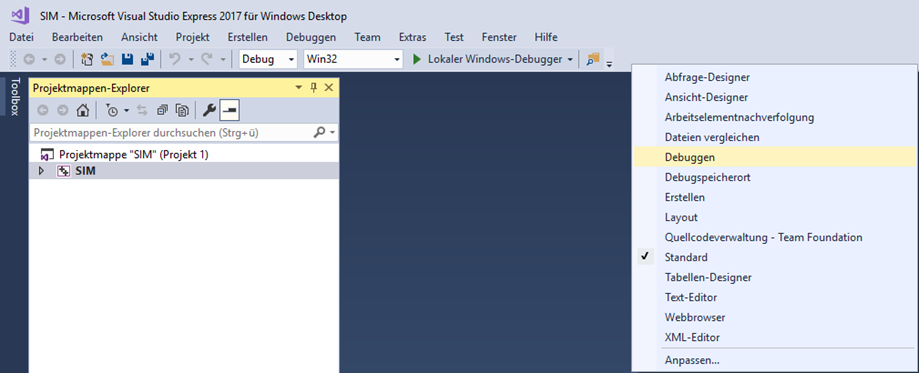 SIM - Microsoft Visual Studio Express 2017 für Windows Desktop
Datei Bearbeiten Ansicht Projekt Erstellen Debuggen Team Extras Test Fenster Hilfe
Debug Win32 Lokaler Windows-Debugger
Toolbox
Projektmappen-Explorer
Projektmappen-Explorer durchsuchen (Strg+ü)
Projektmappe "SIM" (Projekt 1)
SIM
Abfrage-Designer
Ansicht-Designer
Arbeitselementnachverfolgung
Dateien vergleichen
Debuggen
Debugspeicherort
Erstellen
Layout
Quellcodeverwaltung - Team Foundation
Standard
Tabellen-Designer
Text-Editor
Webbrowser
XML-Editor
Anpassen...